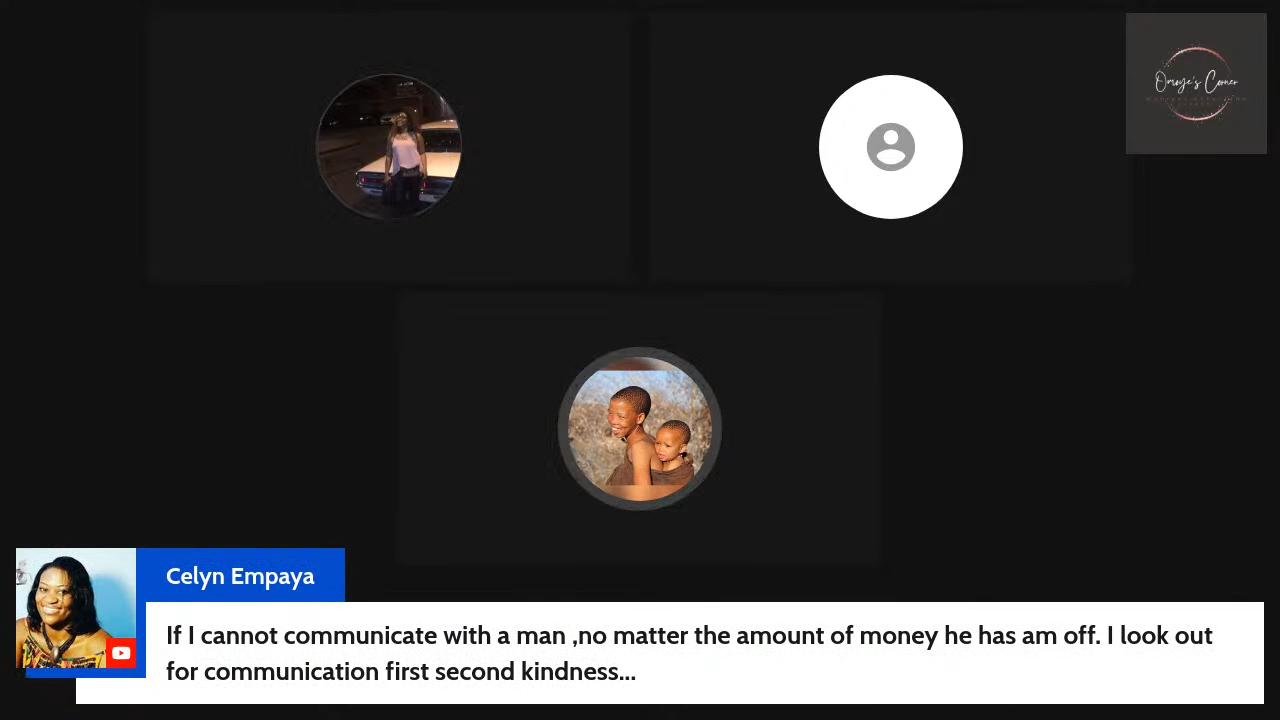 Omoye's Corner
Celyn Empaya
If I cannot communicate with a man ,no matter the amount of money he has am off. I look out
for communication first second kindness...